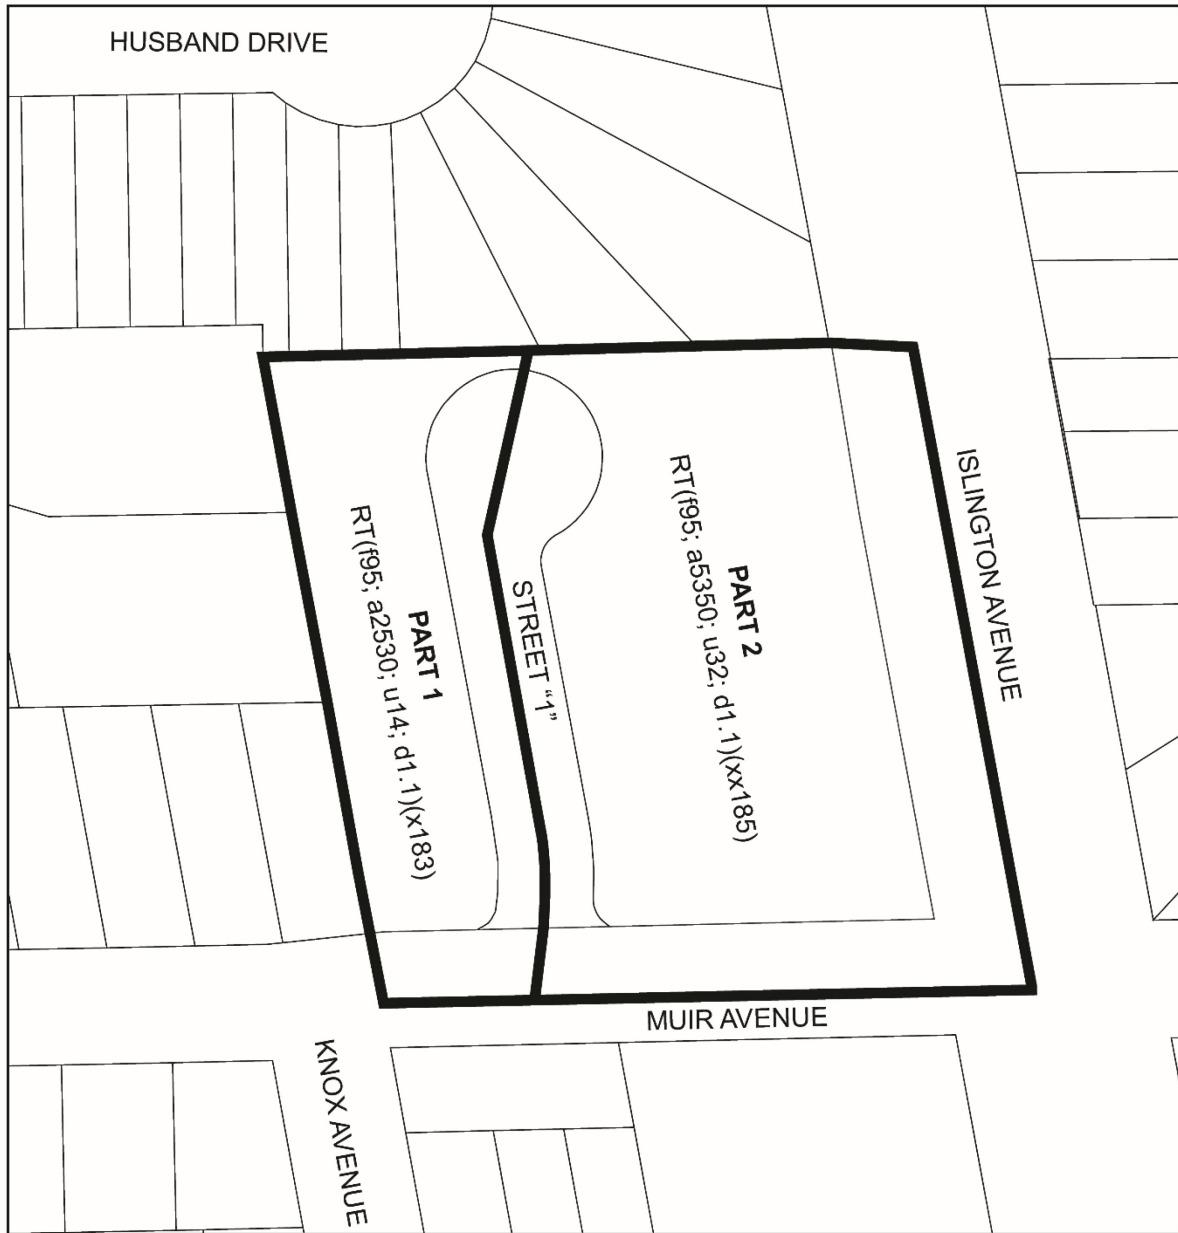 HUSBAND DRIVE
ISLINGTON AVENUE
PART 2
RT(f95; a5350; u32; d1.1)(xx185)
STREET “1”
PART 1
RT(f95; a2530; u14; d1.1)(x183)
MUIR AVENUE
KNOX AVENUE